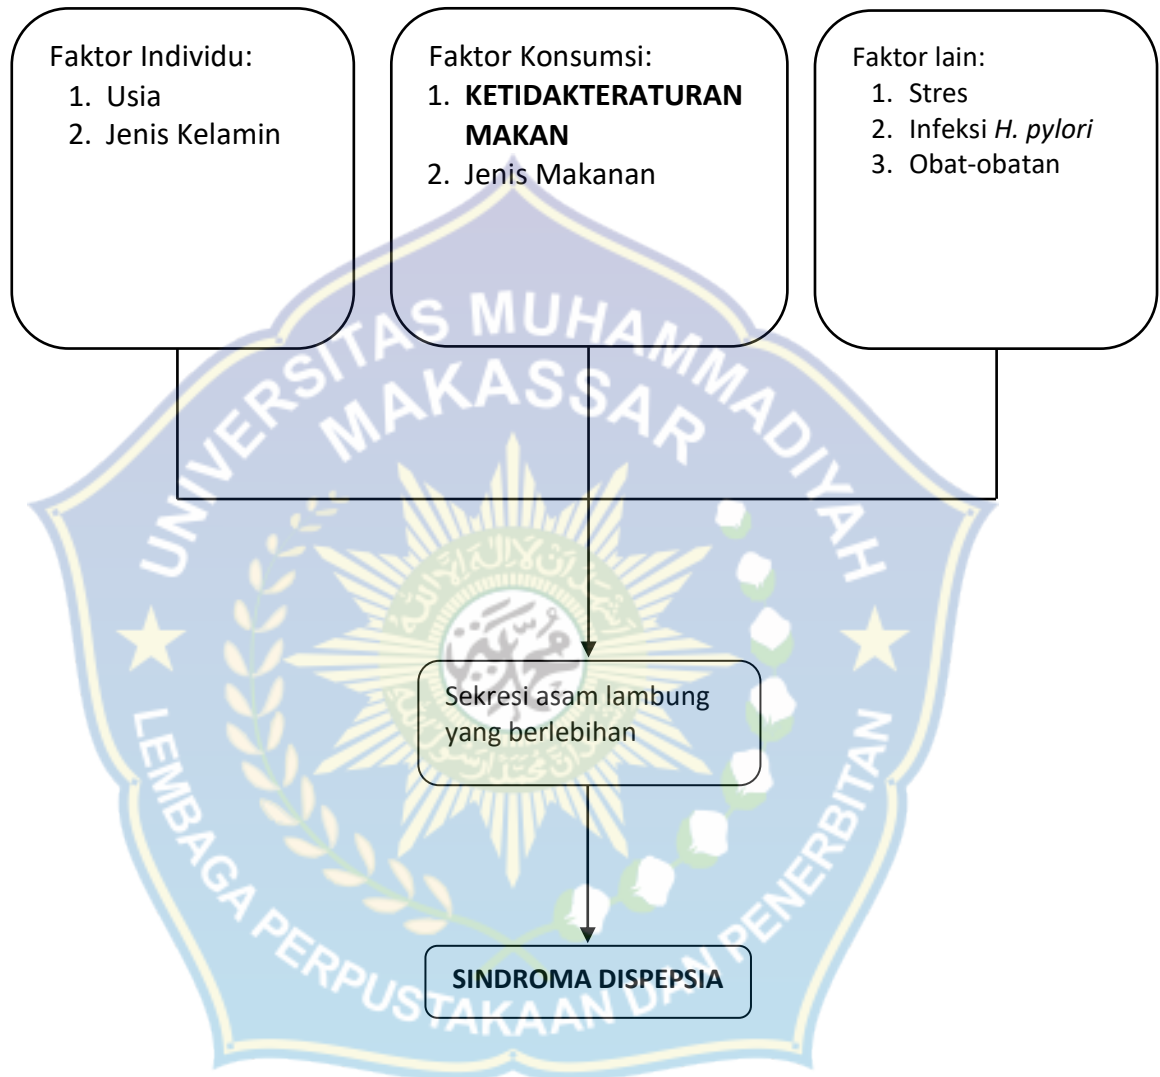 Faktor Individu:
1. Usia
2. Jenis Kelamin
Faktor Konsumsi:
1. KETIDAKTERATURAN
MAKAN
2. Jenis Makanan
Faktor lain:
1. Stres
2. Infeksi H. pylori
3. Obat-obatan
UNIVERSITAS MUHAMMADIYAH
MAKASSAR
Sekresi asam lambung
yang berlebihan
SINDROMA DISPEPSIA
LEMBAGA PERPUSTAKAAN DAN PENERBITAN